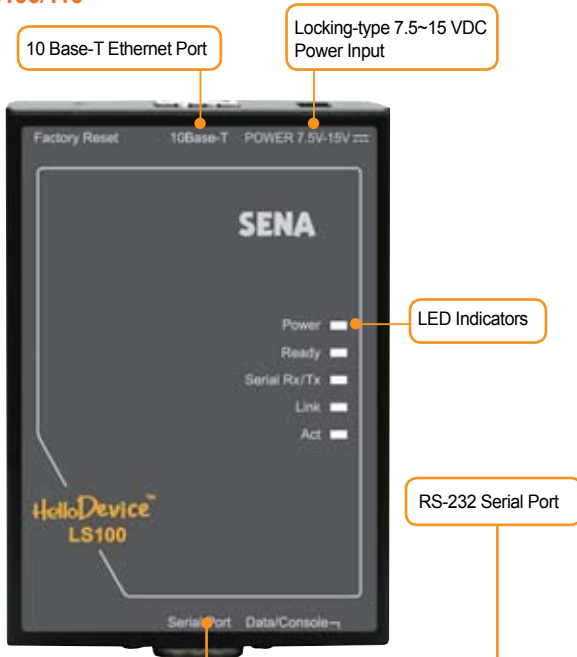 10 Base-T Ethernet Port
Locking-type 7.5~15 VDC
Power Input
Factory Reset 10Base-T POWER 7.5V-15V
SENA
Power
LED Indicators
Ready
Serial Rx/Tx
Link
Act
RS-232 Serial Port
HelloDevice™
LS100
Serial Port Data/Console